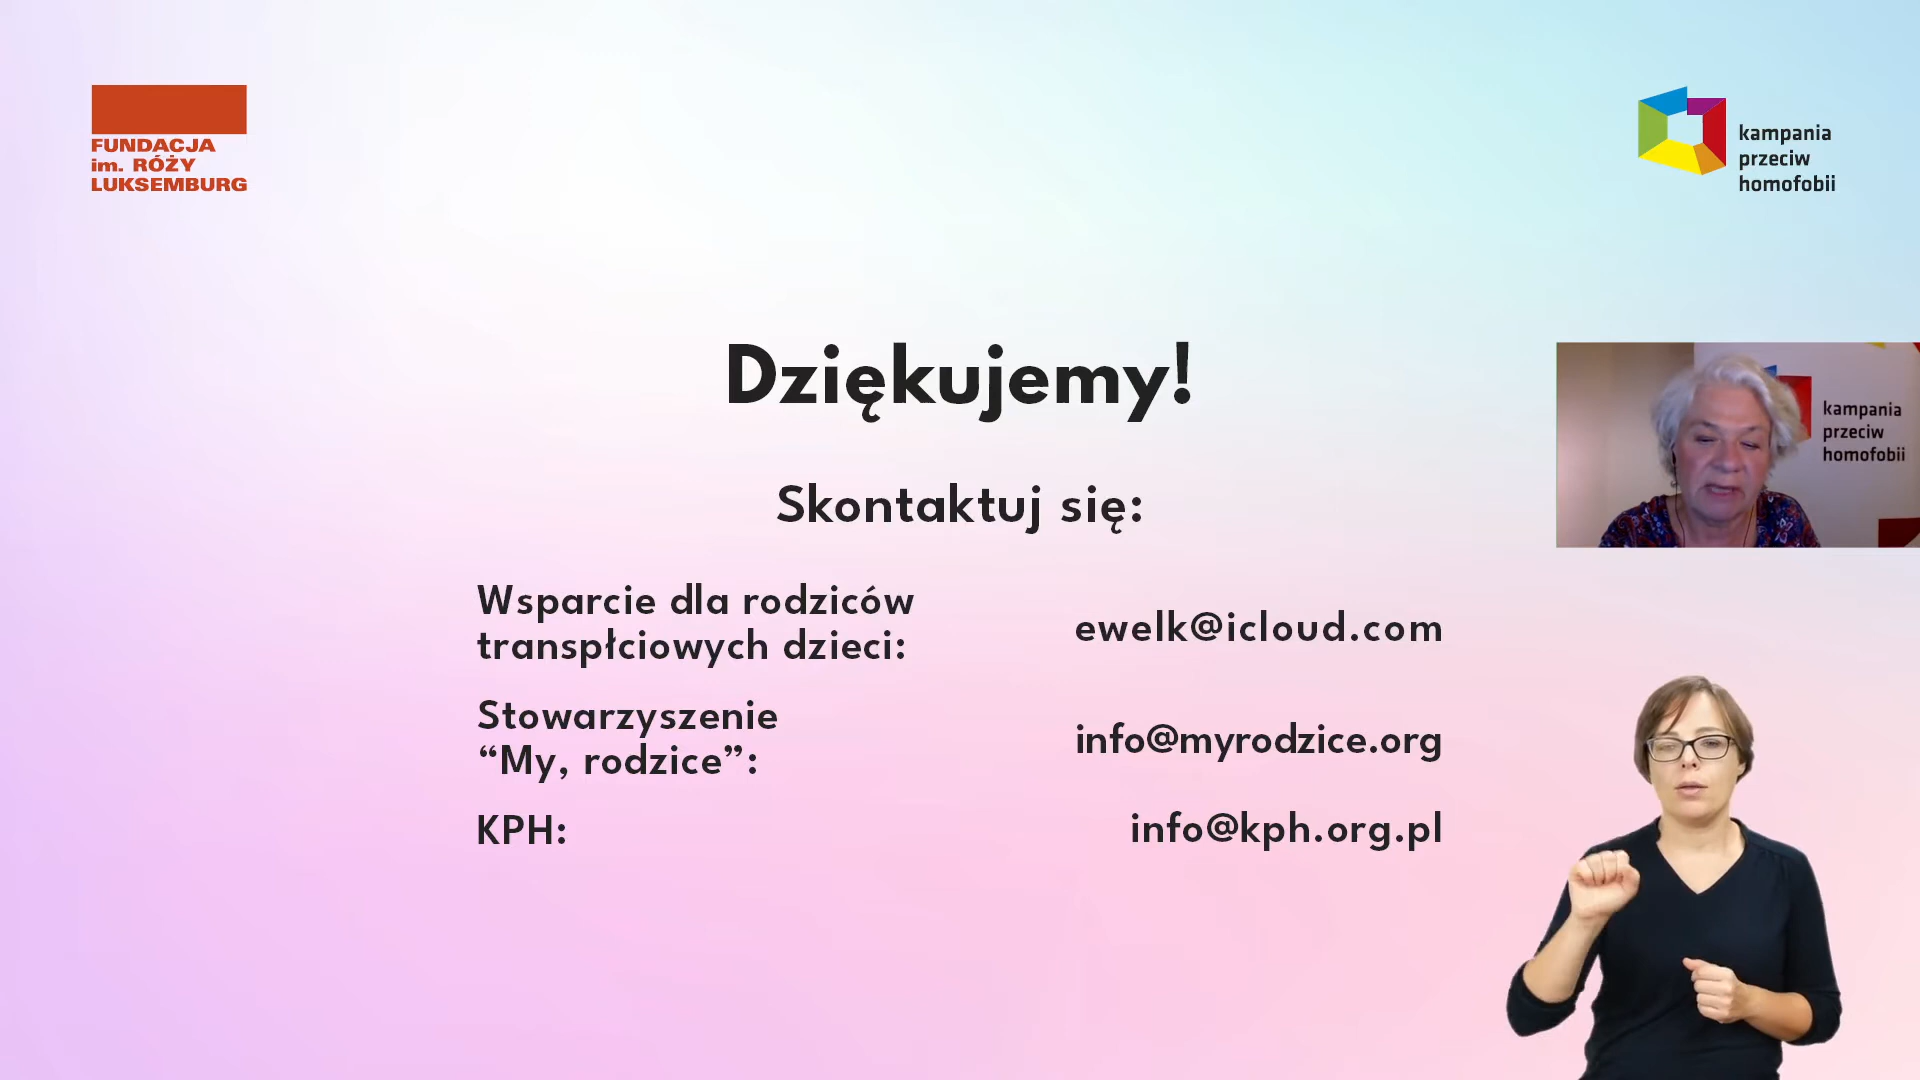 FUNDACJA
im. RÓŻY
LUKSEMBURG
kampania
przeciw
homofobii
Dziękujemy!
kampania
przeciw
homofobii
Skontaktuj się:
Wsparcie dla rodziców
transpłciowych dzieci:
ewelk@icloud.com
Stowarzyszenie
“My, rodzice”:
info@myrodzice.org
KPH:
info@kph.org.pl